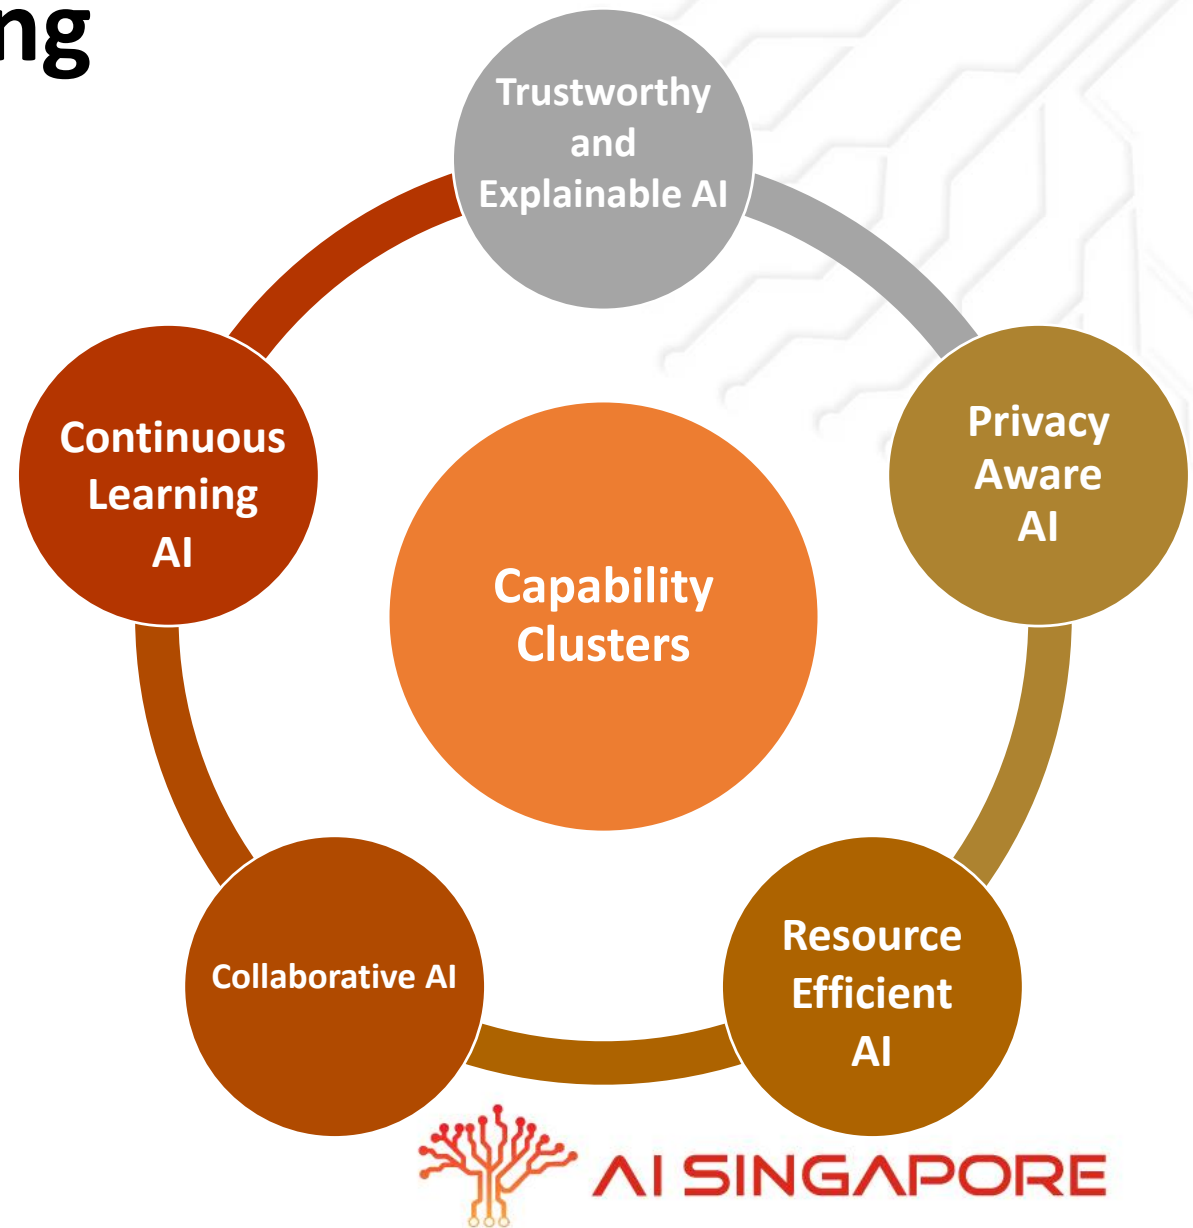 ng
Trustworthy
and
Explainable AI
Privacy
Aware
AI
Continuous
Learning
AI
Capability
Clusters
Resource
Efficient
AI
Collaborative AI
AI SINGAPORE